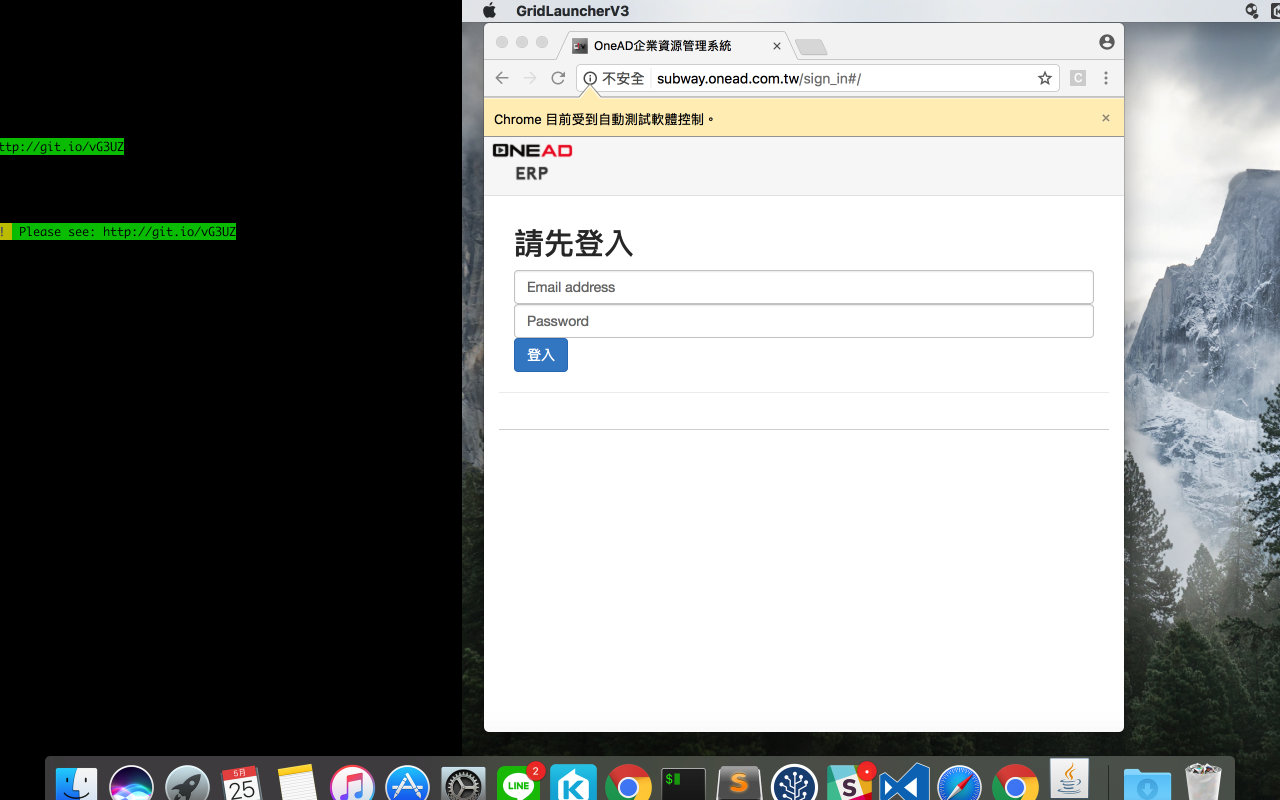 GridLauncherV3
OneAD企業資源管理系統
不安全
subway.onead.com.tw/sign_in#/
C
Chrome 目前受到自動測試軟體控制。
ttp://git.io/vG3UZ
ONEAD
ERP
! Please see: http://git.io/vG3UZ
請先登入
Email address
Password
登入
5月
25
LINE
2
K
$
S
S